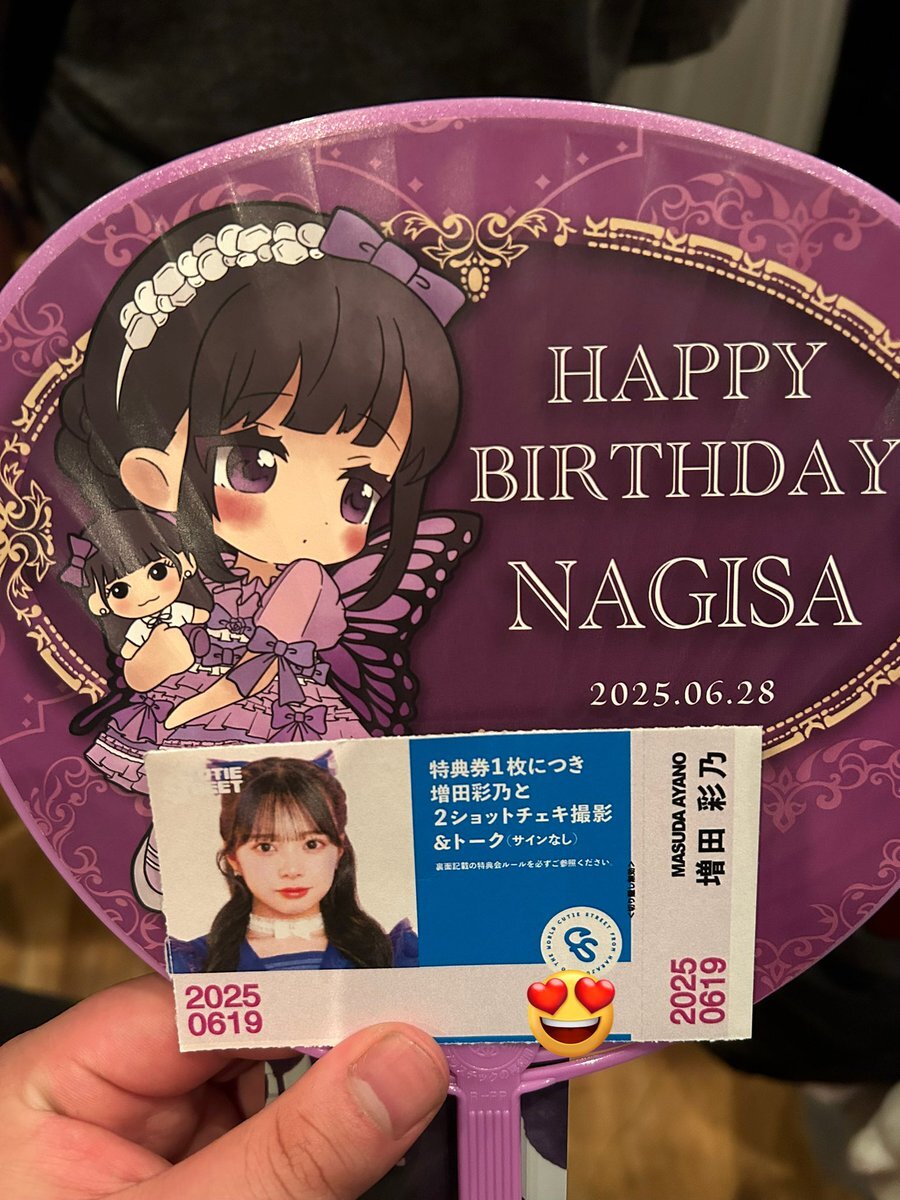 HAPPY
BIRTHDAY
NAGISA
2025.06.28
特典券1枚につき
増田彩乃と
2ショットチェキ撮影
&トーク(サインなし)
裏面記載の特典会ルールを必ずご参照ください。
2025
0619
MASUDA AYANO
増田 彩乃
2025
0619